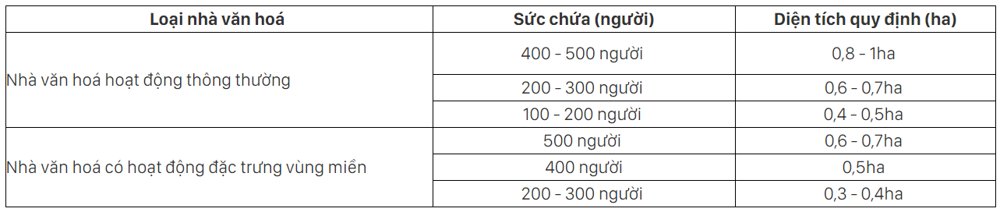 Loại nhà văn hoá Sức chứa (người) Diện tích quy định (ha)
Nhà văn hoá hoạt động thông thường
400 - 500 người 0,8 - 1ha
200 - 300 người 0,6 - 0,7ha
100 - 200 người 0,4 - 0,5ha
Nhà văn hoá có hoạt động đặc trưng vùng miền
500 người 0,6 - 0,7ha
400 người 0,5ha
200 - 300 người 0,3 - 0,4ha